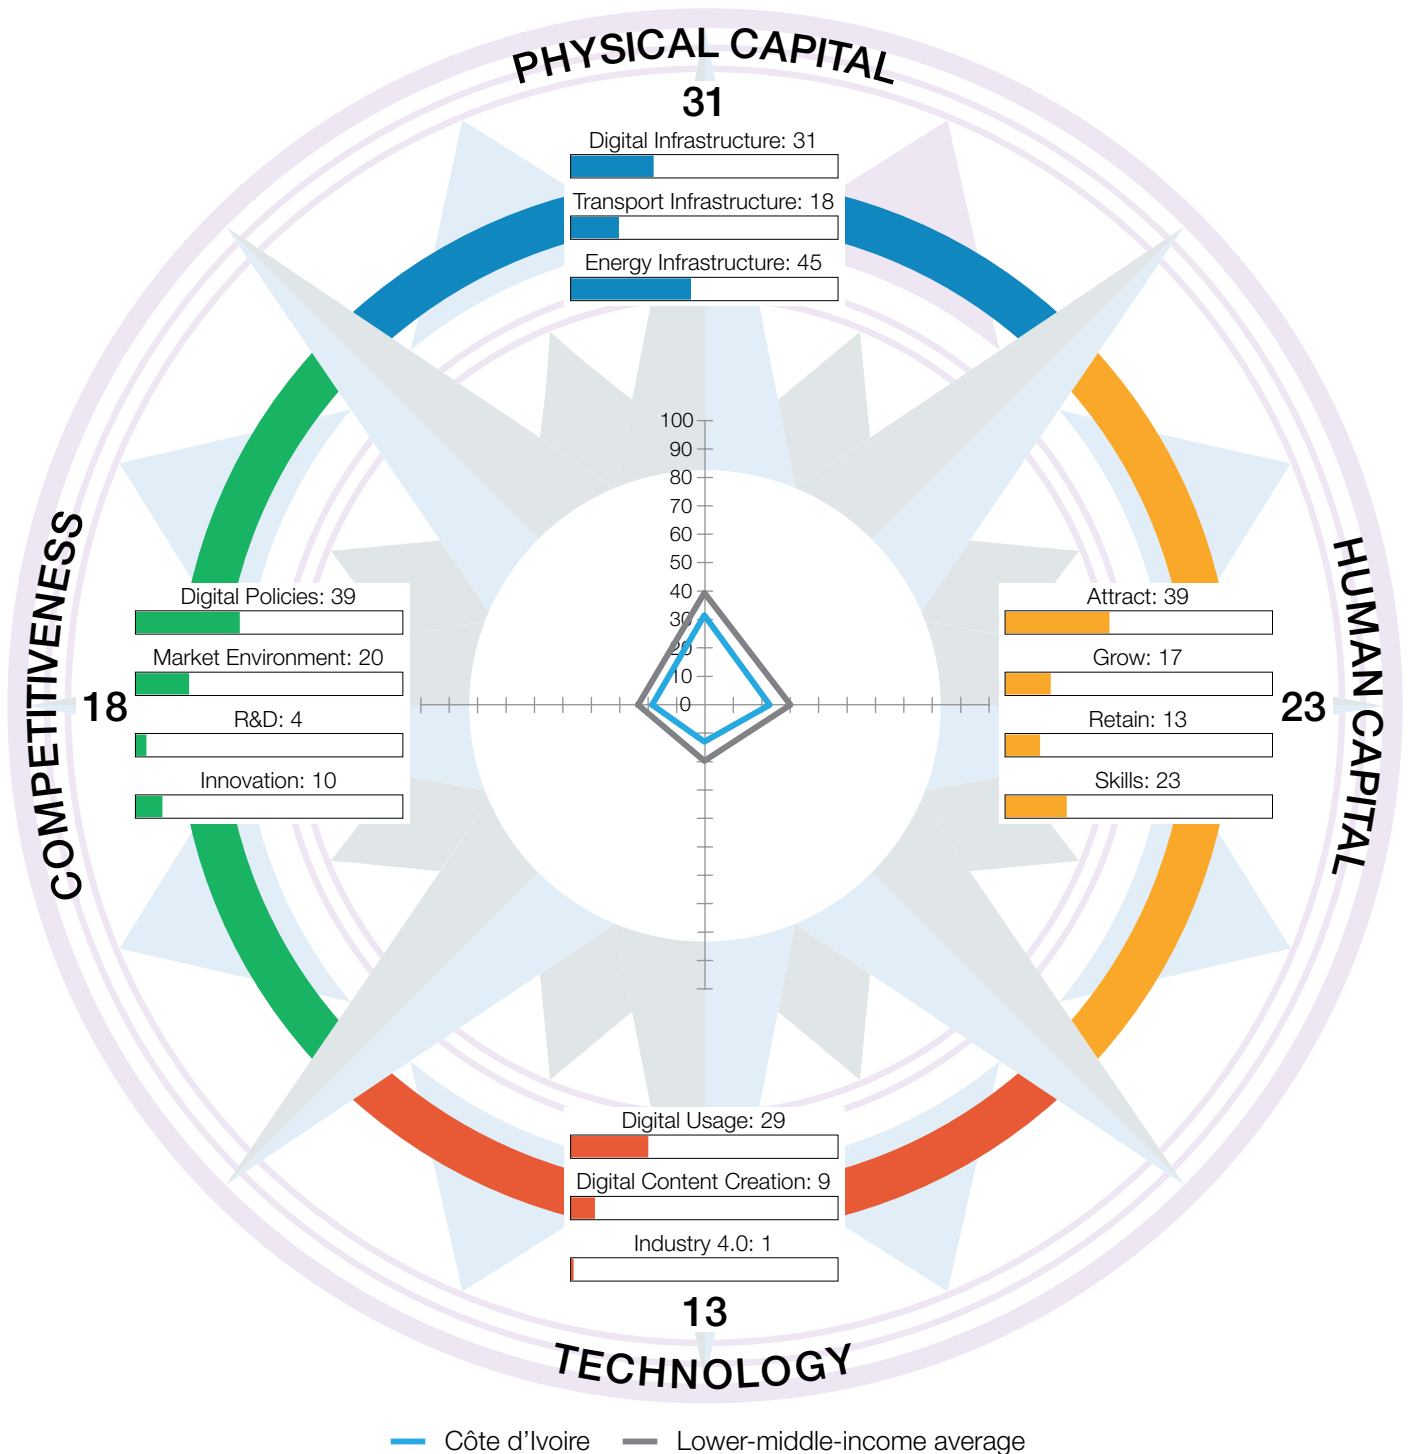 PHYSICAL CAPITAL
31
Digital Infrastructure: 31
Transport Infrastructure: 18
Energy Infrastructure: 45
100
90
80
70
60
50
40
30
20
10
0
COMPETITIVENESS
18
Digital Policies: 39
Market Environment: 20
R&D: 4
Innovation: 10
Attract: 39
Grow: 17
Retain: 13
Skills: 23
23
HUMAN CAPITAL
Digital Usage: 29
Digital Content Creation: 9
Industry 4.0: 1
13
TECHNOLOGY
Côte d’Ivoire
Lower-middle-income average